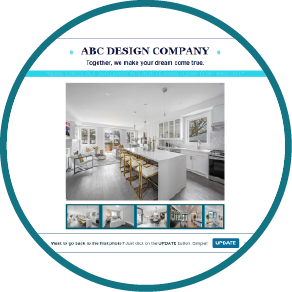 ABC DESIGN COMPANY
Together, we make your dream come true.
Want to go back to the first photo? Just click on the UPDATE button. Simple! UPDATE